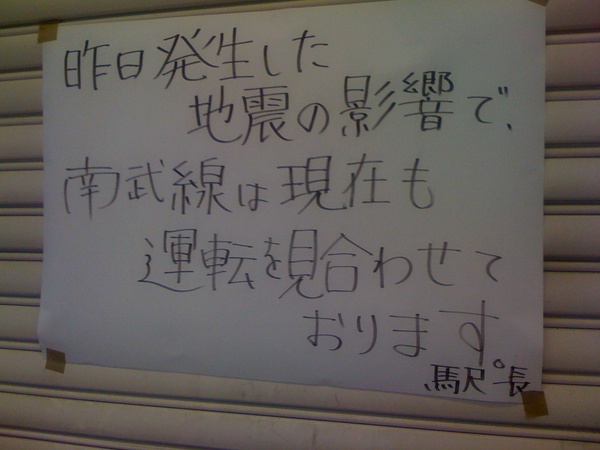 昨日発生した
地震の影響で、
南武線は現在も
運転を見合わせて
おります。
駅長